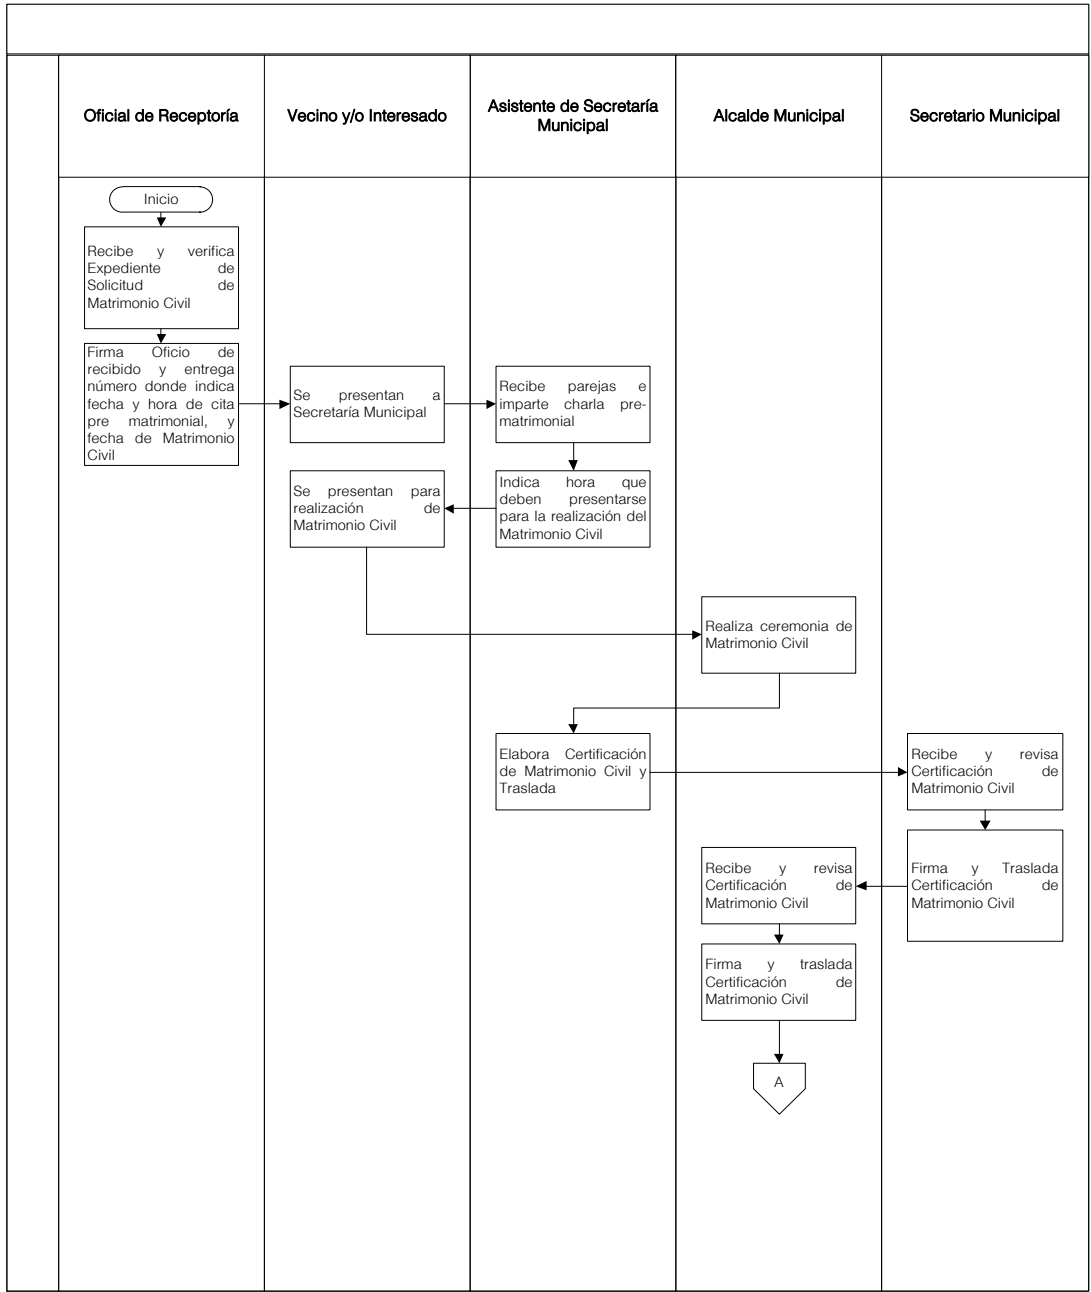 Oficial de Receptoría
Vecino y/o Interesado
Asistente de Secretaría
Municipal
Alcalde Municipal
Secretario Municipal
Inicio
Recibe y verifica
Expediente de
Solicitud de
Matrimonio Civil
Firma Oficio de
recibido y entrega
número donde indica
fecha y hora de cita
pre matrimonial, y
fecha de Matrimonio
Civil
Se presentan a
Secretaría Municipal
Recibe parejas e
imparte charla pre-
matrimonial
Indica hora que
deben presentarse
para la realización del
Matrimonio Civil
Se presentan para
realización de
Matrimonio Civil
Realiza ceremonia de
Matrimonio Civil
Elabora Certificación
de Matrimonio Civil y
Traslada
Recibe y revisa
Certificación de
Matrimonio Civil
Firma y Traslada
Certificación de
Matrimonio Civil
Recibe y revisa
Certificación de
Matrimonio Civil
Firma y traslada
Certificación de
Matrimonio Civil
A